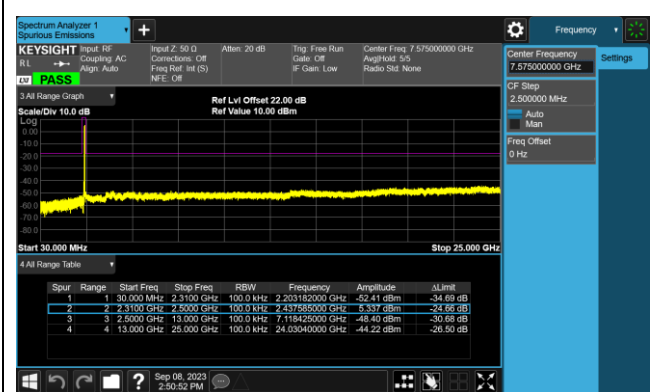 Spectrum Analyzer 1
Spurious Emissions
+
Frequency
KEYSIGHT
RL
Input: RF
Coupling: AC
Align: Auto
Input Z: 50 Ω
Corrections: Off
Freq Ref: Int (S)
NFE: Off
Atten: 20 dB
Trig: Free Run
Gate: Off
IF Gain: Low
Center Freq: 7.575000000 GHz
Avg|Hold: 5/5
Radio Std: None
LXI PASS
Center Frequency
7.575000000 GHz
Settings
CF Step
2.500000 MHz
Auto
Man
Freq Offset
0 Hz
3 All Range Graph
Scale/Div 10.0 dB
Ref Lvl Offset 22.00 dB
Ref Value 10.00 dBm
Log
0.00
-10.0
-20.0
-30.0
-40.0
-50.0
-60.0
-70.0
-80.0
Start 30.000 MHz
Stop 25.000 GHz
4 All Range Table
Spur Range Start Freq Stop Freq RBW Frequency Amplitude ΔLimit
1 1 30.000 MHz 2.3100 GHz 100.0 kHz 2.203182000 GHz -52.41 dBm -34.69 dB
2 2 2.3100 GHz 2.5000 GHz 100.0 kHz 2.437585000 GHz 5.337 dBm -24.66 dB
3 3 2.5000 GHz 13.000 GHz 100.0 kHz 7.118425000 GHz -48.40 dBm -30.68 dB
4 4 13.000 GHz 25.000 GHz 100.0 kHz 24.03040000 GHz -44.22 dBm -26.50 dB
?
Sep 08, 2023
2:50:52 PM